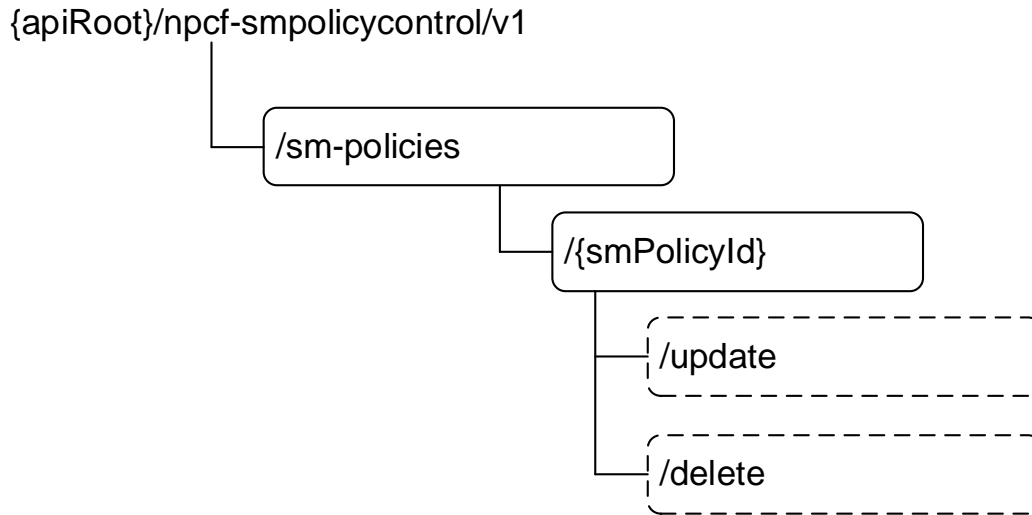 {apiRoot}/npcf-smpolicycontrol/v1
/sm-policies
/{smPolicyId}
/update
/delete